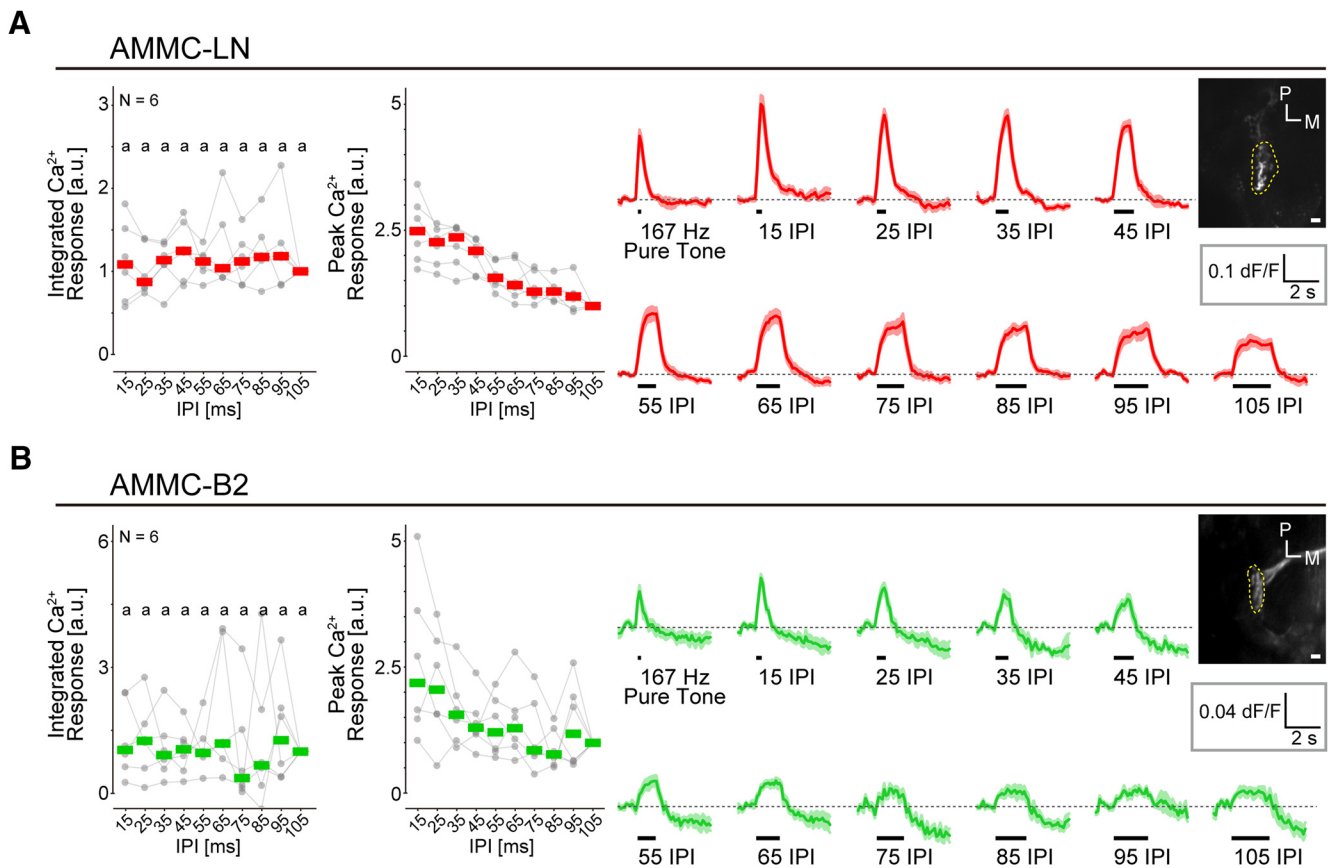 A
AMMC-LN
Integrated Ca2+
Response [a.u.]
3
2
1
0
N = 6
a a a a a a a a a a
15 25 35 45 55 65 75 85 95 105
IPI [ms]
Peak Ca2+
Response [a.u.]
5
2.5
0
15 25 35 45 55 65 75 85 95 105
IPI [ms]
167 Hz
Pure Tone
15 IPI
25 IPI
35 IPI
45 IPI
P
M
0.1 dF/F
2 s
55 IPI
65 IPI
75 IPI
85 IPI
95 IPI
105 IPI
B
AMMC-B2
Integrated Ca2+
Response [a.u.]
6
3
0
N = 6
a a a a a a a a a a
15 25 35 45 55 65 75 85 95 105
IPI [ms]
Peak Ca2+
Response [a.u.]
5
2.5
0
15 25 35 45 55 65 75 85 95 105
IPI [ms]
167 Hz
Pure Tone
15 IPI
25 IPI
35 IPI
45 IPI
P
M
0.04 dF/F
2 s
55 IPI
65 IPI
75 IPI
85 IPI
95 IPI
105 IPI